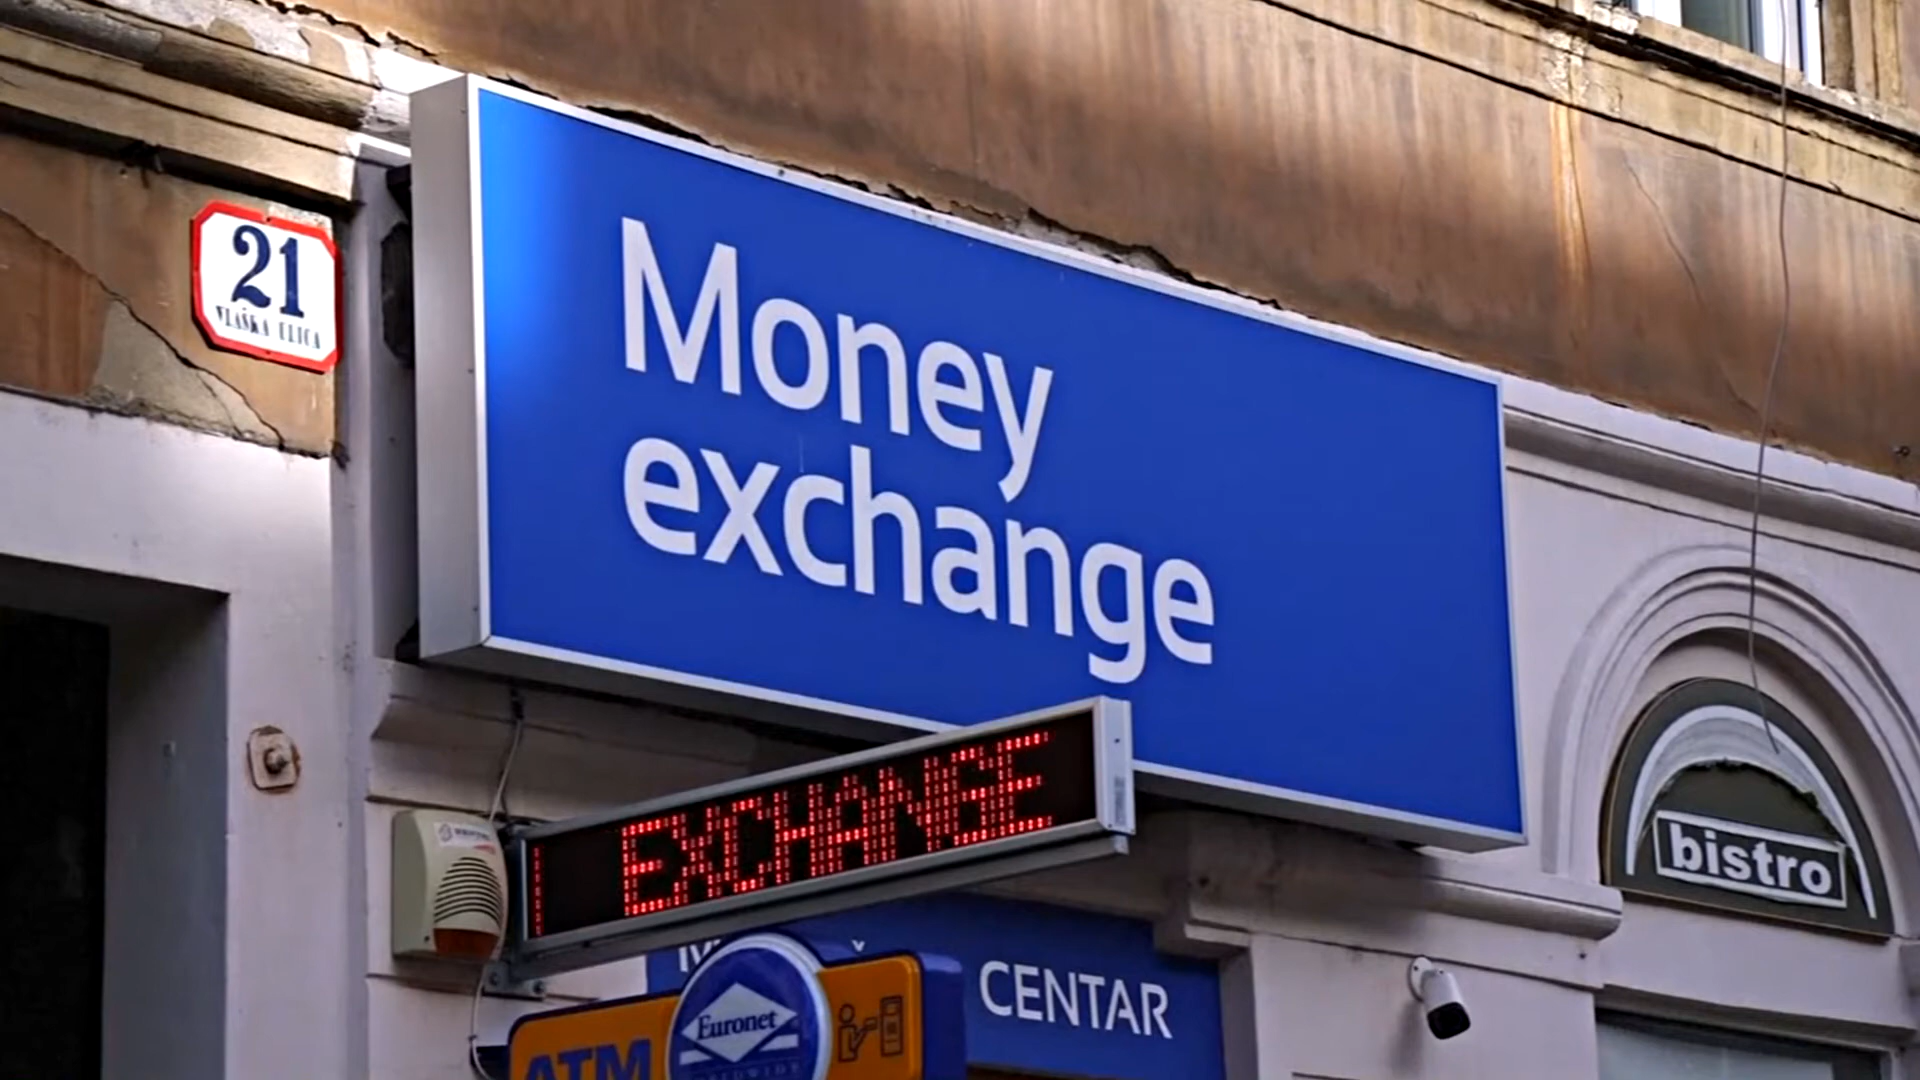 21
VLAŠKA ULICA
Money
exchange
EXCHANGE
bistro
CENTAR
Euronet
ATM